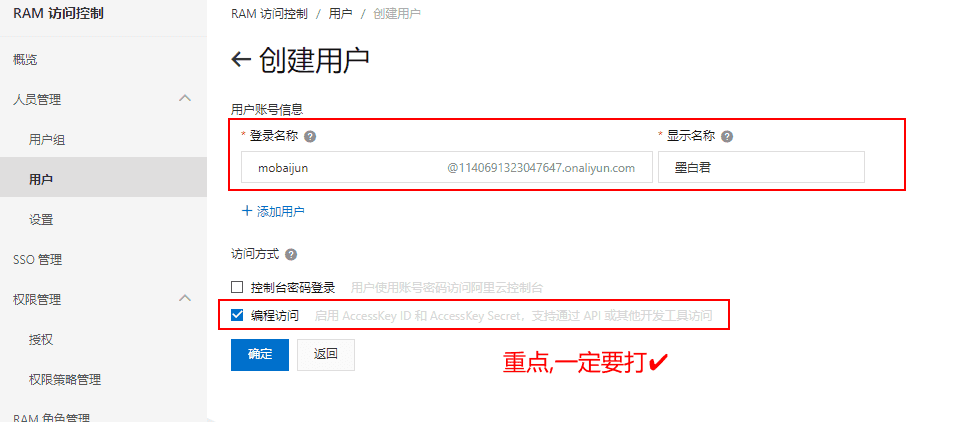 RAM 访问控制
RAM 访问控制 / 用户 / 创建用户
概览
人员管理
用户组
用户
设置
SSO 管理
权限管理
授权
权限策略管理
RAM 角色管理
← 创建用户
用户账号信息
* 登录名称 ?
* 显示名称 ?
mobaijun @1140691323047647.onaliyun.com
墨白君
+ 添加用户
访问方式 ?
控制台密码登录 用户使用账号密码访问阿里云控制台
编程访问 启用 AccessKey ID 和 AccessKey Secret，支持通过 API 或其他开发工具访问
确定 返回
重点,一定要打✔